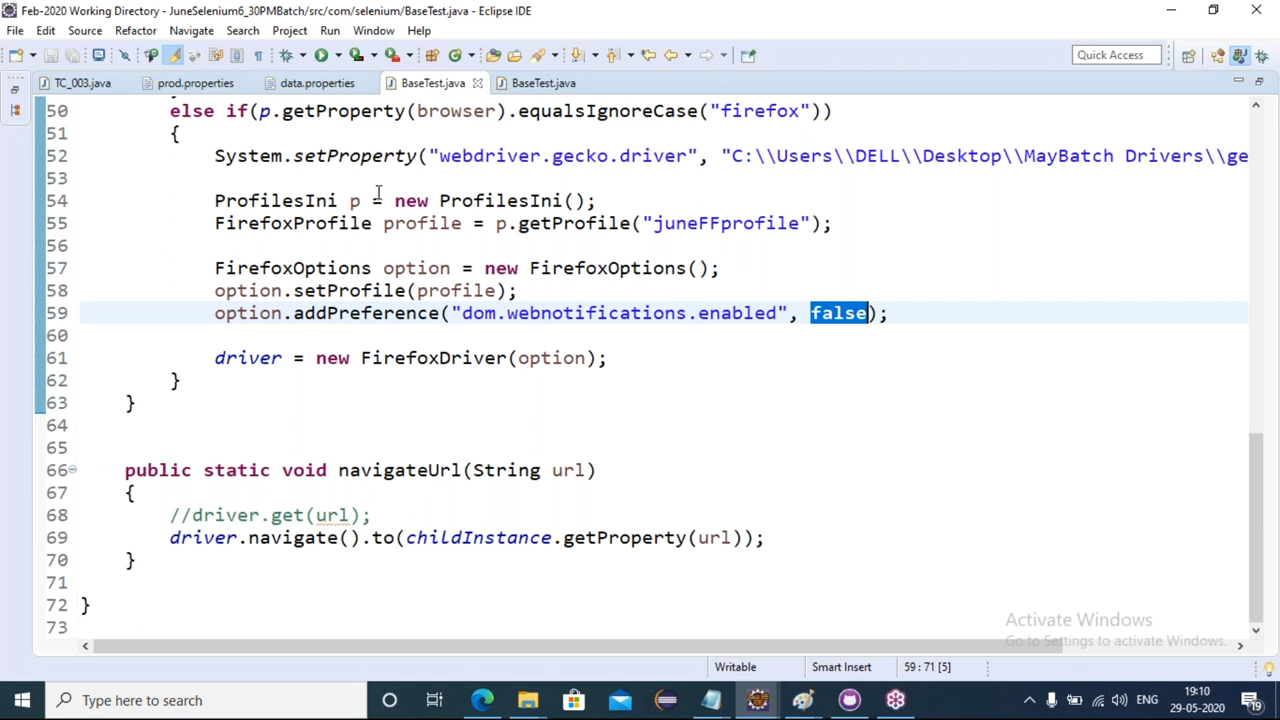 Feb-2020 Working Directory - JuneSelenium6_30PMBatch/src/com/selenium/BaseTest.java - Eclipse IDE
File Edit Source Refactor Navigate Search Project Run Window Help
Quick Access
TC_003.java prod.properties data.properties BaseTest.java BaseTest.java
50 else if(p.getProperty(browser).equalsIgnoreCase("firefox"))
51 {
52 System.setProperty("webdriver.gecko.driver", "C:\\Users\\DELL\\Desktop\\MayBatch Drivers\\ge
53
54 ProfilesIni p = new ProfilesIni();
55 FirefoxProfile profile = p.getProfile("juneFFprofile");
56
57 FirefoxOptions option = new FirefoxOptions();
58 option.setProfile(profile);
59 option.addPreference("dom.webnotifications.enabled", false);
60
61 driver = new FirefoxDriver(option);
62 }
63 }
64
65
66 public static void navigateUrl(String url)
67 {
68 //driver.get(url);
69 driver.navigate().to(childInstance.getProperty(url));
70 }
71
72 }
73
Activate Windows
Go to Settings to activate Windows.
Writable Smart Insert 59 : 71 [5]
Type here to search
ENG
19:10
29-05-2020
19